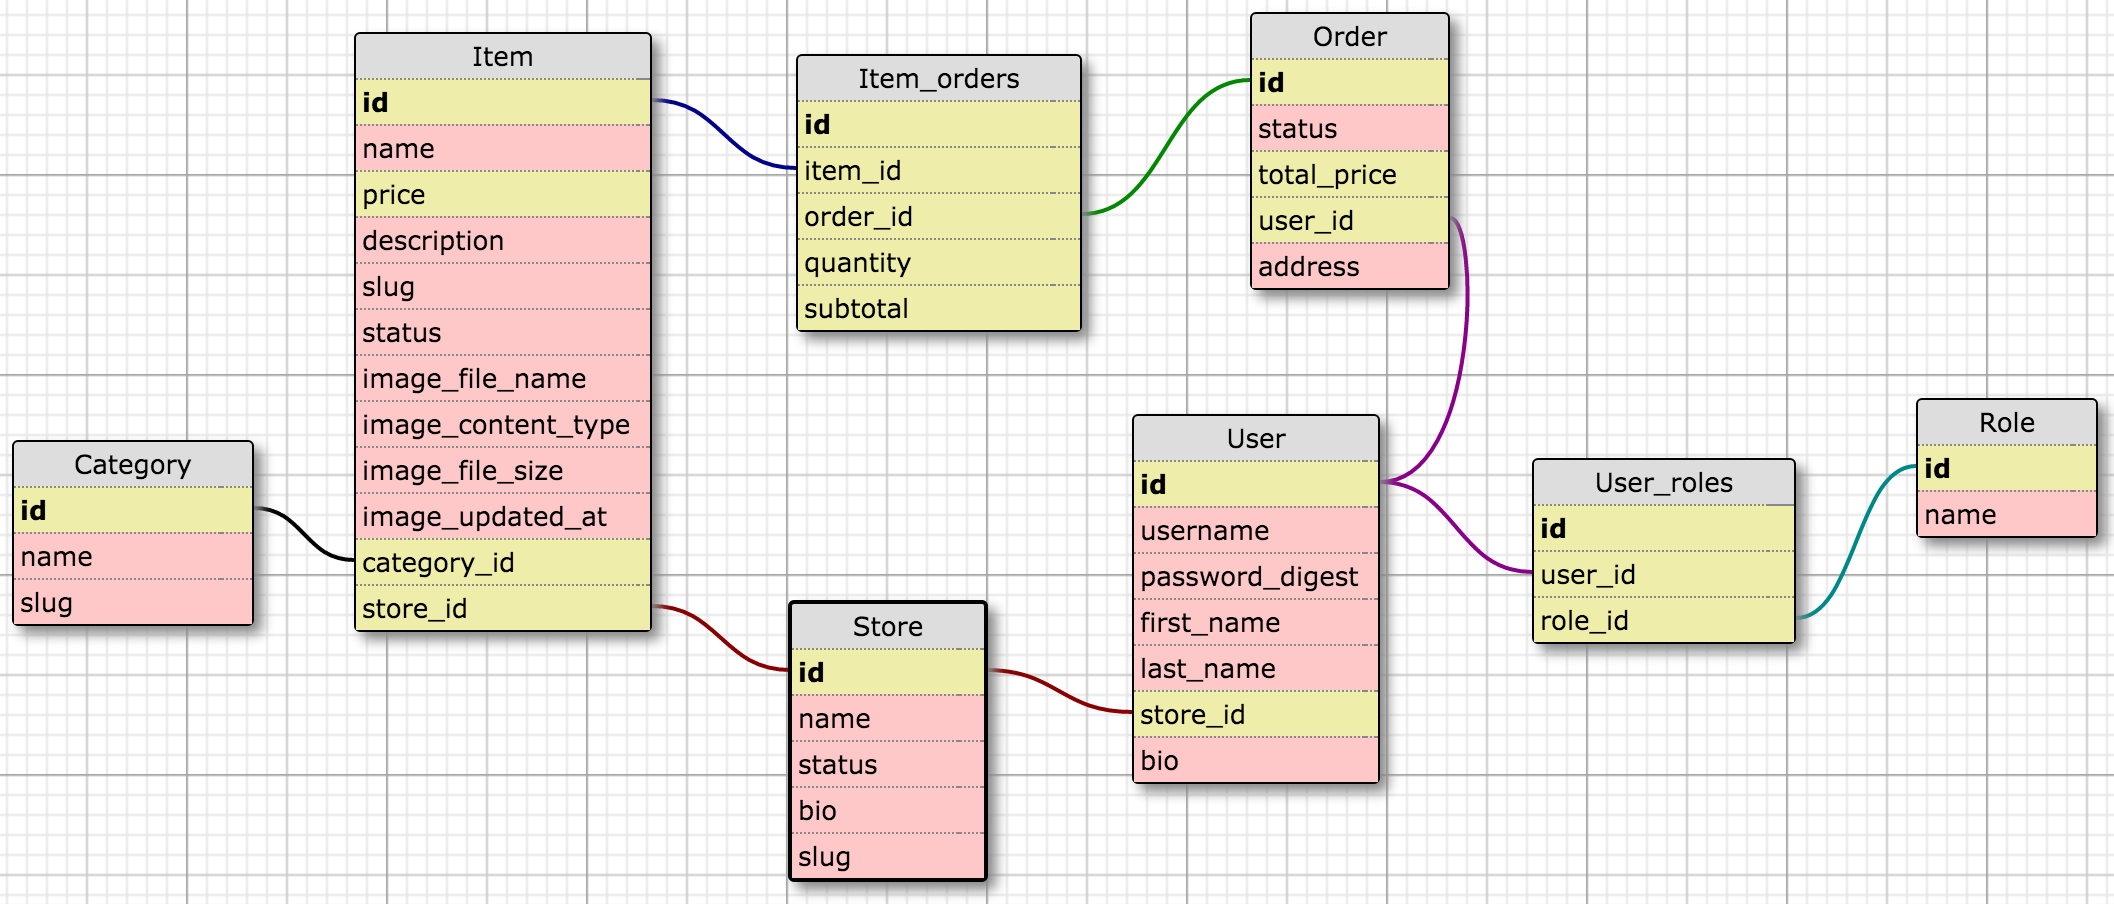 Item
id
name
price
description
slug
status
image_file_name
image_content_type
image_file_size
image_updated_at
category_id
store_id
Item_orders
id
item_id
order_id
quantity
subtotal
Order
id
status
total_price
user_id
address
Category
id
name
slug
Store
id
name
status
bio
slug
User
id
username
password_digest
first_name
last_name
store_id
bio
User_roles
id
user_id
role_id
Role
id
name